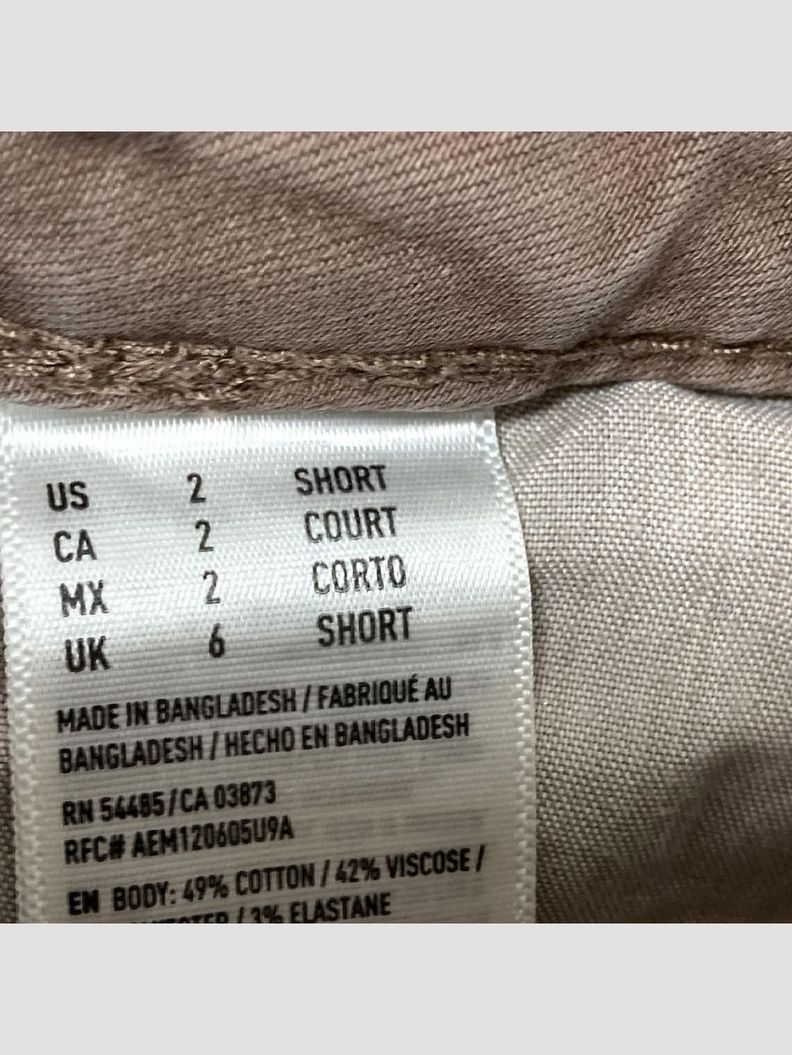 US 2 SHORT
CA 2 COURT
MX 2 CORTO
UK 6 SHORT
MADE IN BANGLADESH / FABRIQUÉ AU
BANGLADESH / HECHO EN BANGLADESH
RN 54485/CA 03873
RFC# AEM120605U9A
EN BODY: 49% COTTON / 42% VISCOSE /
/ 3% ELASTANE